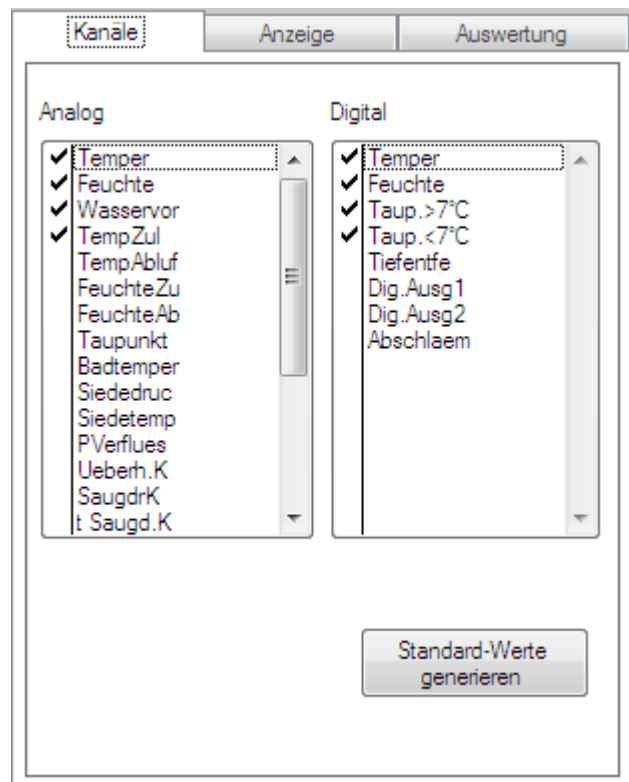 Kanäle
Anzeige
Auswertung
Analog
Temper
Feuchte
Wasservor
TempZul
TempAbluf
FeuchteZu
FeuchteAb
Taupunkt
Badtemper
Siededruc
Siedetemp
PVerflues
Ueberh.K
SaugdrK
t Saugd.K
Digital
Temper
Feuchte
Taup.>7°C
Taup.<7°C
Tiefentfe
Dig.Ausg1
Dig.Ausg2
Abschlaem
Standard-Werte
generieren